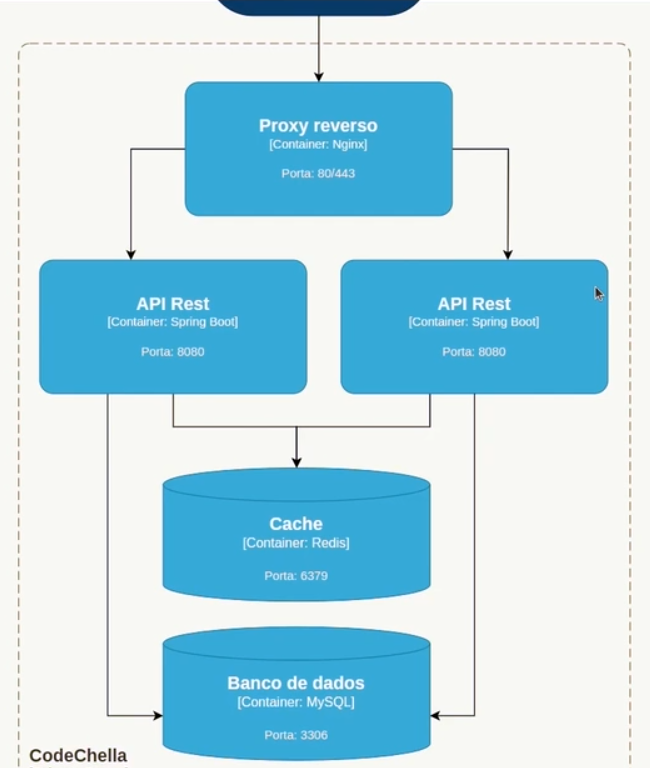 Proxy reverso
[Container: Nginx]
Porta: 80/443
API Rest
[Container: Spring Boot]
Porta: 8080
API Rest
[Container: Spring Boot]
Porta: 8080
Cache
[Container: Redis]
Porta: 6379
Banco de dados
[Container: MySQL]
Porta: 3306
CodeChella